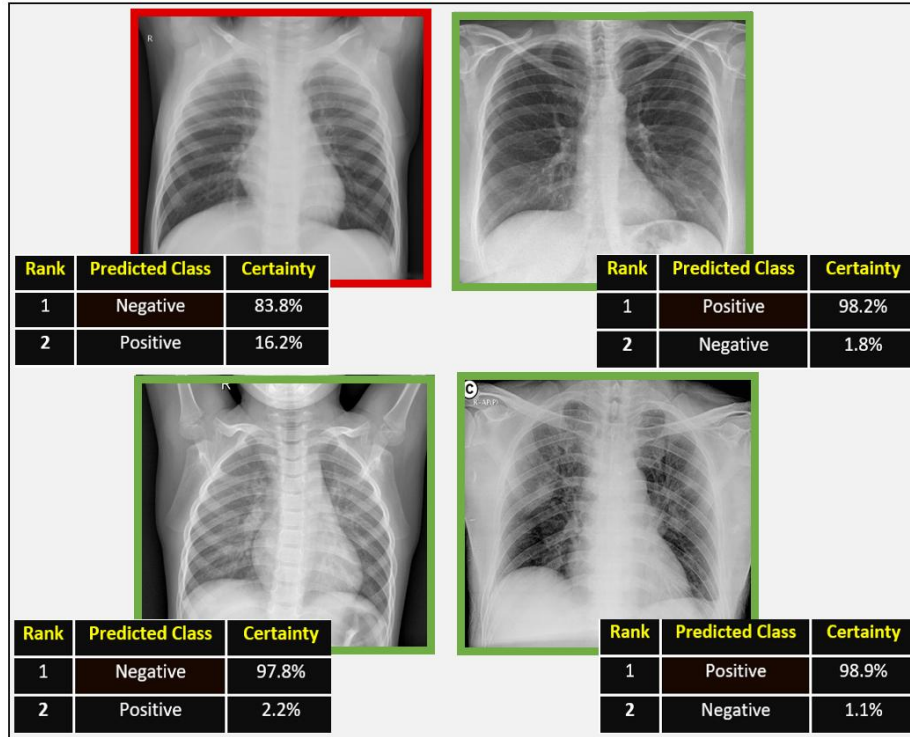 R
Rank Predicted Class Certainty
1 Negative 83.8%
2 Positive 16.2%
Rank Predicted Class Certainty
1 Positive 98.2%
2 Negative 1.8%
R
Rank Predicted Class Certainty
1 Negative 97.8%
2 Positive 2.2%
C
Rank Predicted Class Certainty
1 Positive 98.9%
2 Negative 1.1%